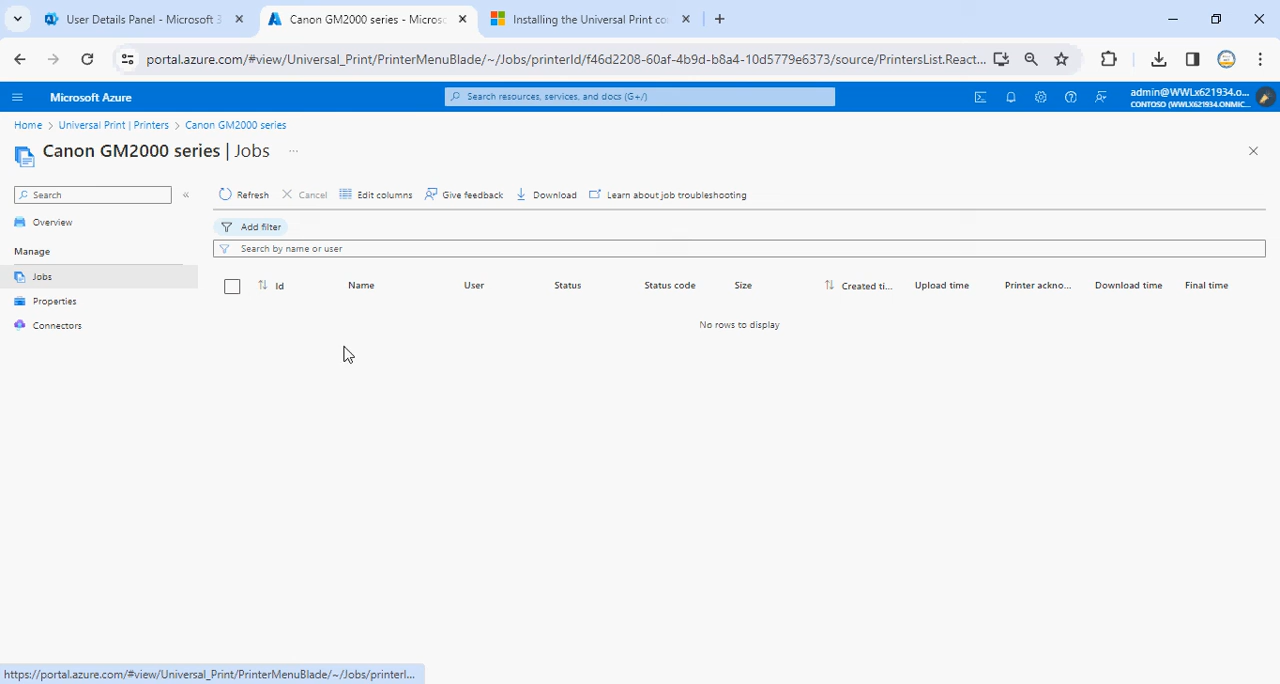 User Details Panel - Microsoft 3
Canon GM2000 series - Micros
Installing the Universal Print co
portal.azure.com/#view/Universal_Print/PrinterMenuBlade/~/Jobs/printerId/f46d2208-60af-4b9d-b8a4-10d5779e6373/source/PrintersList.React...
Microsoft Azure
Search resources, services, and docs (G+/)
admin@WWLx621934.o...
CONTOSO (WWLX621934.ONMIC...
Home > Universal Print | Printers > Canon GM2000 series
Canon GM2000 series | Jobs ...
Search «
Refresh Cancel Edit columns Give feedback Download Learn about job troubleshooting
Overview
Add filter
Manage
Search by name or user
Jobs
Id Name User Status Status code Size Created ti... Upload time Printer ackno... Download time Final time
Properties
Connectors
No rows to display
https://portal.azure.com/#view/Universal_Print/PrinterMenuBlade/~/Jobs/printerI...